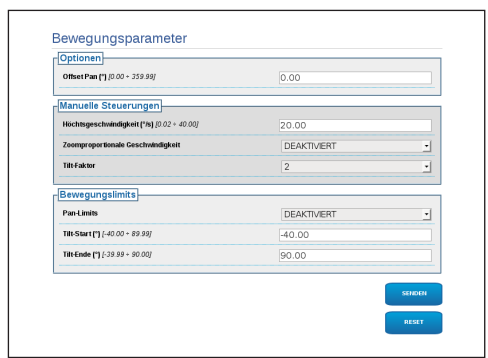 Bewegungsparameter
Optionen
Offset Pan (°) [0.00 ÷ 359.99] 0.00
Manuelle Steuerungen
Höchtsgeschwindigkeit (°/s) [0.02 ÷ 40.00] 20.00
Zoomproportionale Geschwindigkeit DEAKTIVIERT
Tilt-Faktor 2
Bewegungslimits
Pan-Limits DEAKTIVIERT
Tilt-Start (°) [-40.00 ÷ 89.99] -40.00
Tilt-Ende (°) [-39.99 ÷ 90.00] 90.00
SENDEN
RESET